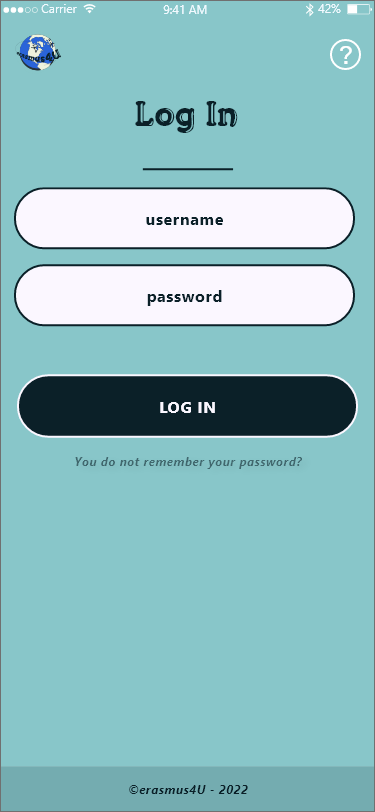 Carrier 9:41 AM 42%
erasmus4U
?
Log In
username
password
LOG IN
You do not remember your password?
©erasmus4U - 2022